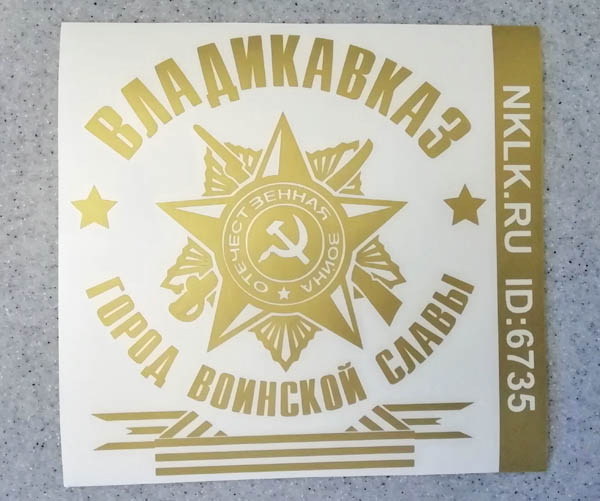 ВЛАДИКАВКАЗ
ОТЕЧЕСТВЕННАЯ ВОЙНА
ГОРОД ВОИНСКОЙ СЛАВЫ
NKLK.RU ID:6735